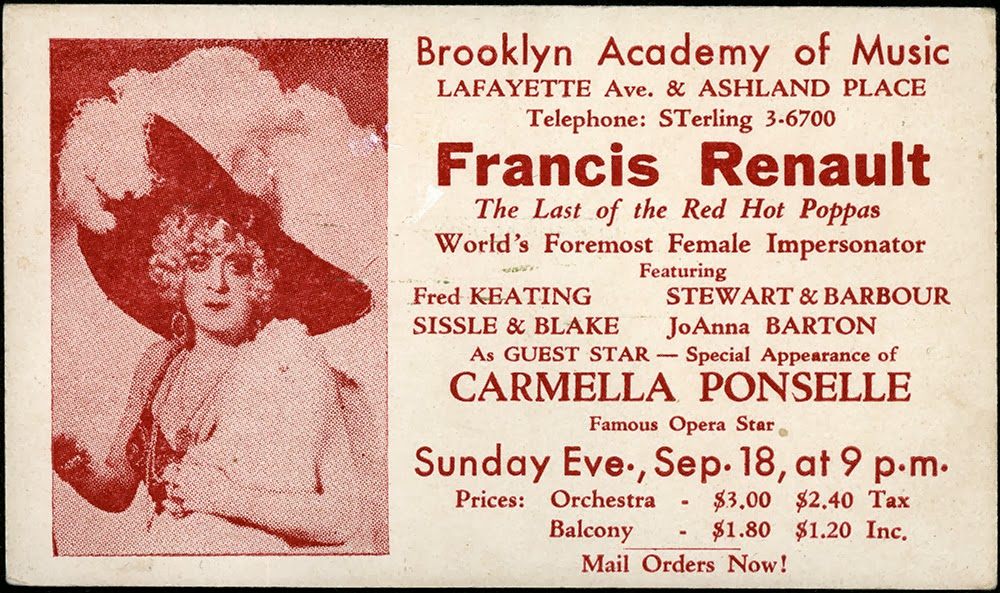 Brooklyn Academy of Music
LAFAYETTE Ave. & ASHLAND PLACE
Telephone: STerling 3-6700
Francis Renault
The Last of the Red Hot Poppas
World's Foremost Female Impersonator
Featuring
Fred KEATING STEWART & BARBOUR
SISSLE & BLAKE JoAnna BARTON
As GUEST STAR — Special Appearance of
CARMELLA PONSELLE
Famous Opera Star
Sunday Eve., Sep. 18, at 9 p.m.
Prices: Orchestra - $3.00 $2.40 Tax
Balcony - $1.80 $1.20 Inc.
Mail Orders Now!